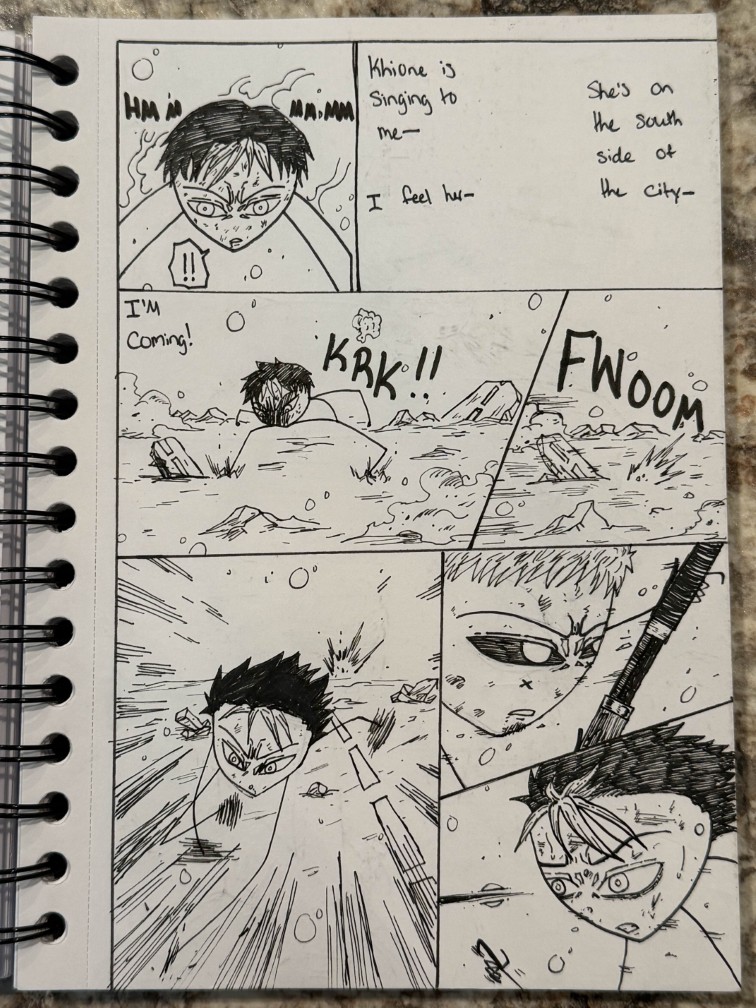 HM M
MM.MM
!!
Khione is
Singing to
me—
I feel her—
She's on
the south
side of
the city—
I'M
Coming!
KRK!!
FWOOM